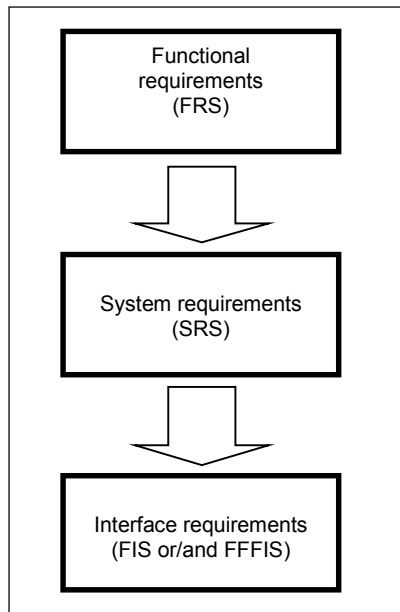 Functional
requirements
(FRS)
System requirements
(SRS)
Interface requirements
(FIS or/and FFFIS)